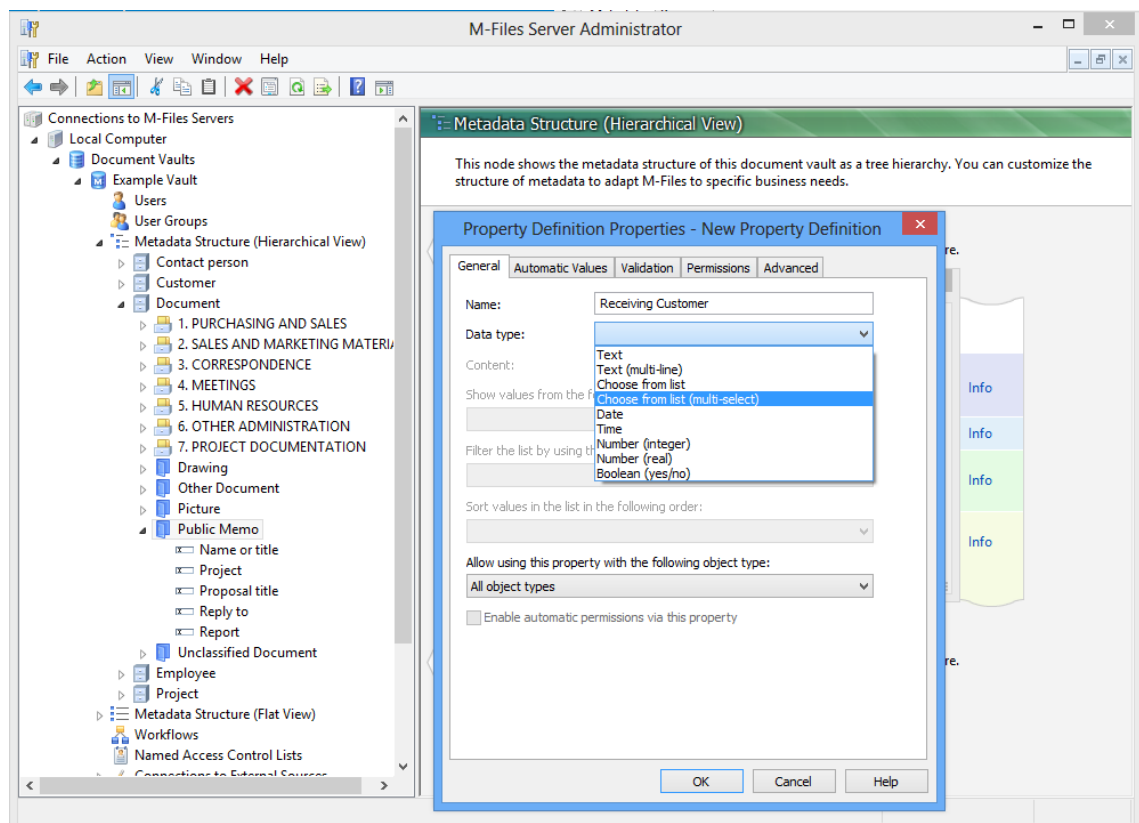 M-Files Server Administrator
File Action View Window Help
Connections to M-Files Servers
Local Computer
Document Vaults
Example Vault
Users
User Groups
Metadata Structure (Hierarchical View)
Contact person
Customer
Document
1. PURCHASING AND SALES
2. SALES AND MARKETING MATERI
3. CORRESPONDENCE
4. MEETINGS
5. HUMAN RESOURCES
6. OTHER ADMINISTRATION
7. PROJECT DOCUMENTATION
Drawing
Other Document
Picture
Public Memo
Name or title
Project
Proposal title
Reply to
Report
Unclassified Document
Employee
Project
Metadata Structure (Flat View)
Workflows
Named Access Control Lists
Connections to External Sources
Metadata Structure (Hierarchical View)
This node shows the metadata structure of this document vault as a tree hierarchy. You can customize the
structure of metadata to adapt M-Files to specific business needs.
Property Definition Properties - New Property Definition
General Automatic Values Validation Permissions Advanced
Name: Receiving Customer
Data type:
Text
Text (multi-line)
Content:
Choose from list
Show values from the f
Choose from list (multi-select)
Date
Time
Number (integer)
Filter the list by using th
Number (real)
Boolean (yes/no)
Sort values in the list in the following order:
Allow using this property with the following object type:
All object types
Enable automatic permissions via this property
OK Cancel Help
re.
Info
Info
Info
Info
re.